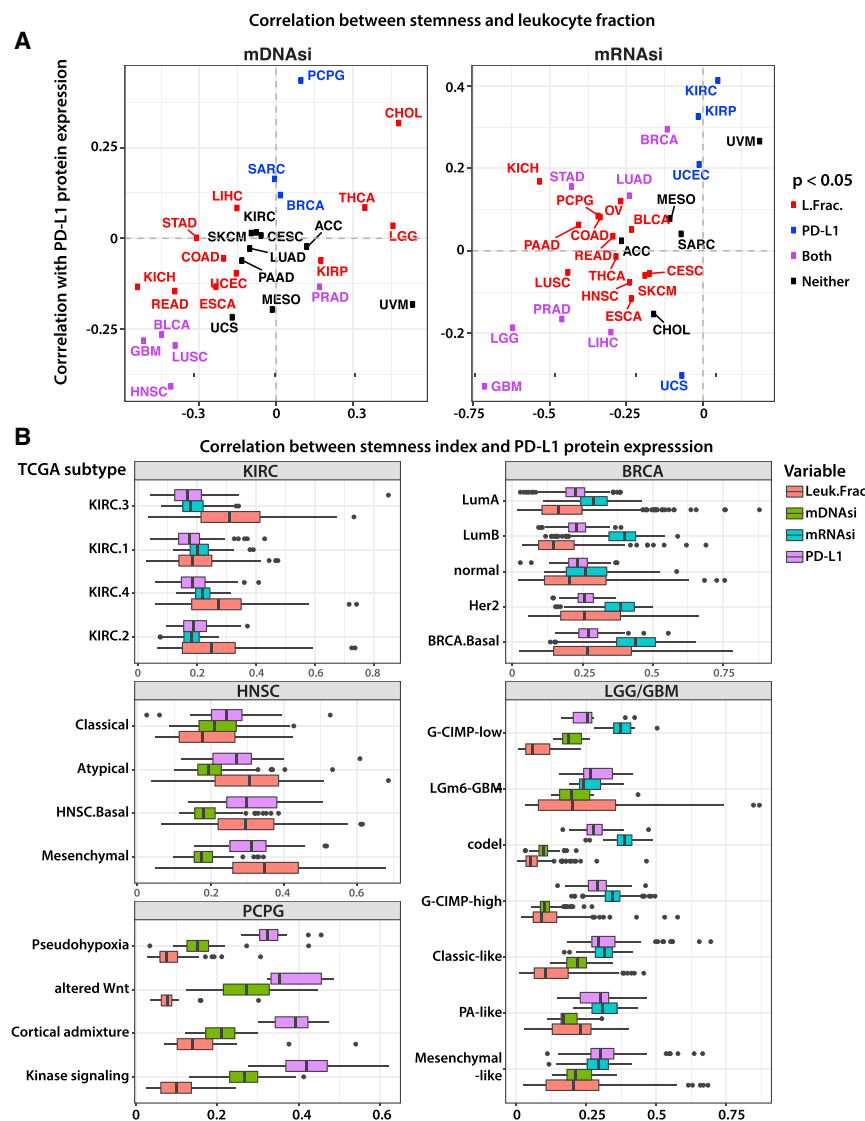 Correlation between stemness and leukocyte fraction
A
mDNAsi
mRNAsi
Corrrelation with PD-L1 protein expression
0.25
0
-0.25
-0.3
0
0.3
PCPG
CHOL
SARC
LIHC
BRCA
THCA
STAD
KIRC
SKCM
CESC
ACC
LGG
COAD
LUAD
KICH
UCEC
PAAD
KIRP
READ
ESCA
MESO
PRAD
UVM
BLCA
UCS
GBM
LUSC
HNSC
0.4
0.2
0
-0.2
-0.75
-0.5
-0.25
0
KIRC
KIRP
BRCA
UVM
KICH
STAD
LUAD
UCEC
PCPG
OV
MESO
BLCA
PAAD
COAD
ACC
SARC
READ
LUSC
THCA
CESC
HNSC
SKCM
PRAD
ESCA
CHOL
LGG
LIHC
GBM
UCS
p < 0.05
L.Frac.
PD-L1
Both
Neither
B
Correlation between stemness index and PD-L1 protein expresssion
TCGA subtype
KIRC
KIRC.3
KIRC.1
KIRC.4
KIRC.2
0 0.2 0.4 0.6 0.8
HNSC
Classical
Atypical
HNSC.Basal
Mesenchymal
0 0.2 0.4 0.6
PCPG
Pseudohypoxia
altered Wnt
Cortical admixture
Kinase signaling
0 0.2 0.4 0.6
BRCA
LumA
LumB
normal
Her2
BRCA.Basal
0 0.25 0.5 0.75
LGG/GBM
G-CIMP-low
LGm6-GBM
codel
G-CIMP-high
Classic-like
PA-like
Mesenchymal
-like
0 0.25 0.5 0.75
Variable
Leuk.Frac
mDNAsi
mRNAsi
PD-L1